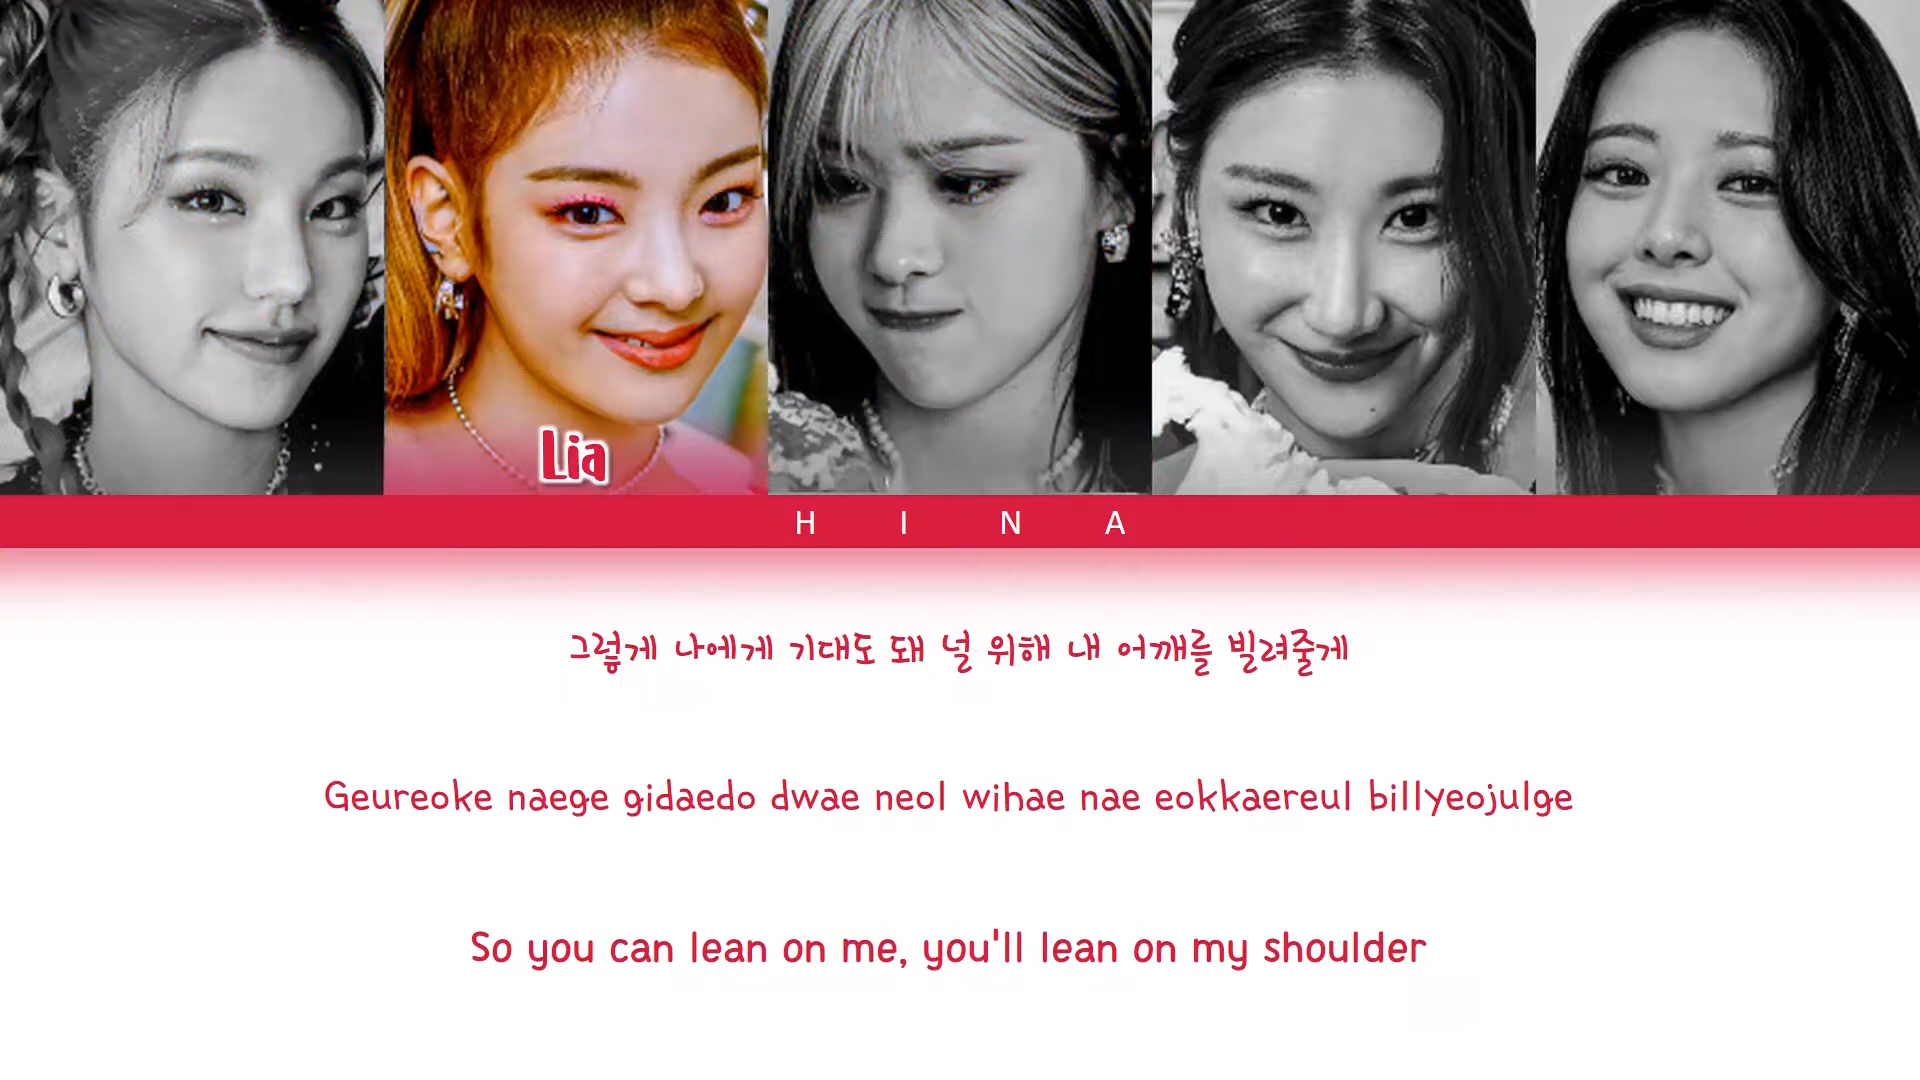 Lia
H I N A
그렇게 나에게 기대도 돼 널 위해 내 어깨를 빌려줄게
Geureoke naege gidaedo dwae neol wihae nae eokkaereul billyeojulge
So you can lean on me, you'll lean on my shoulder